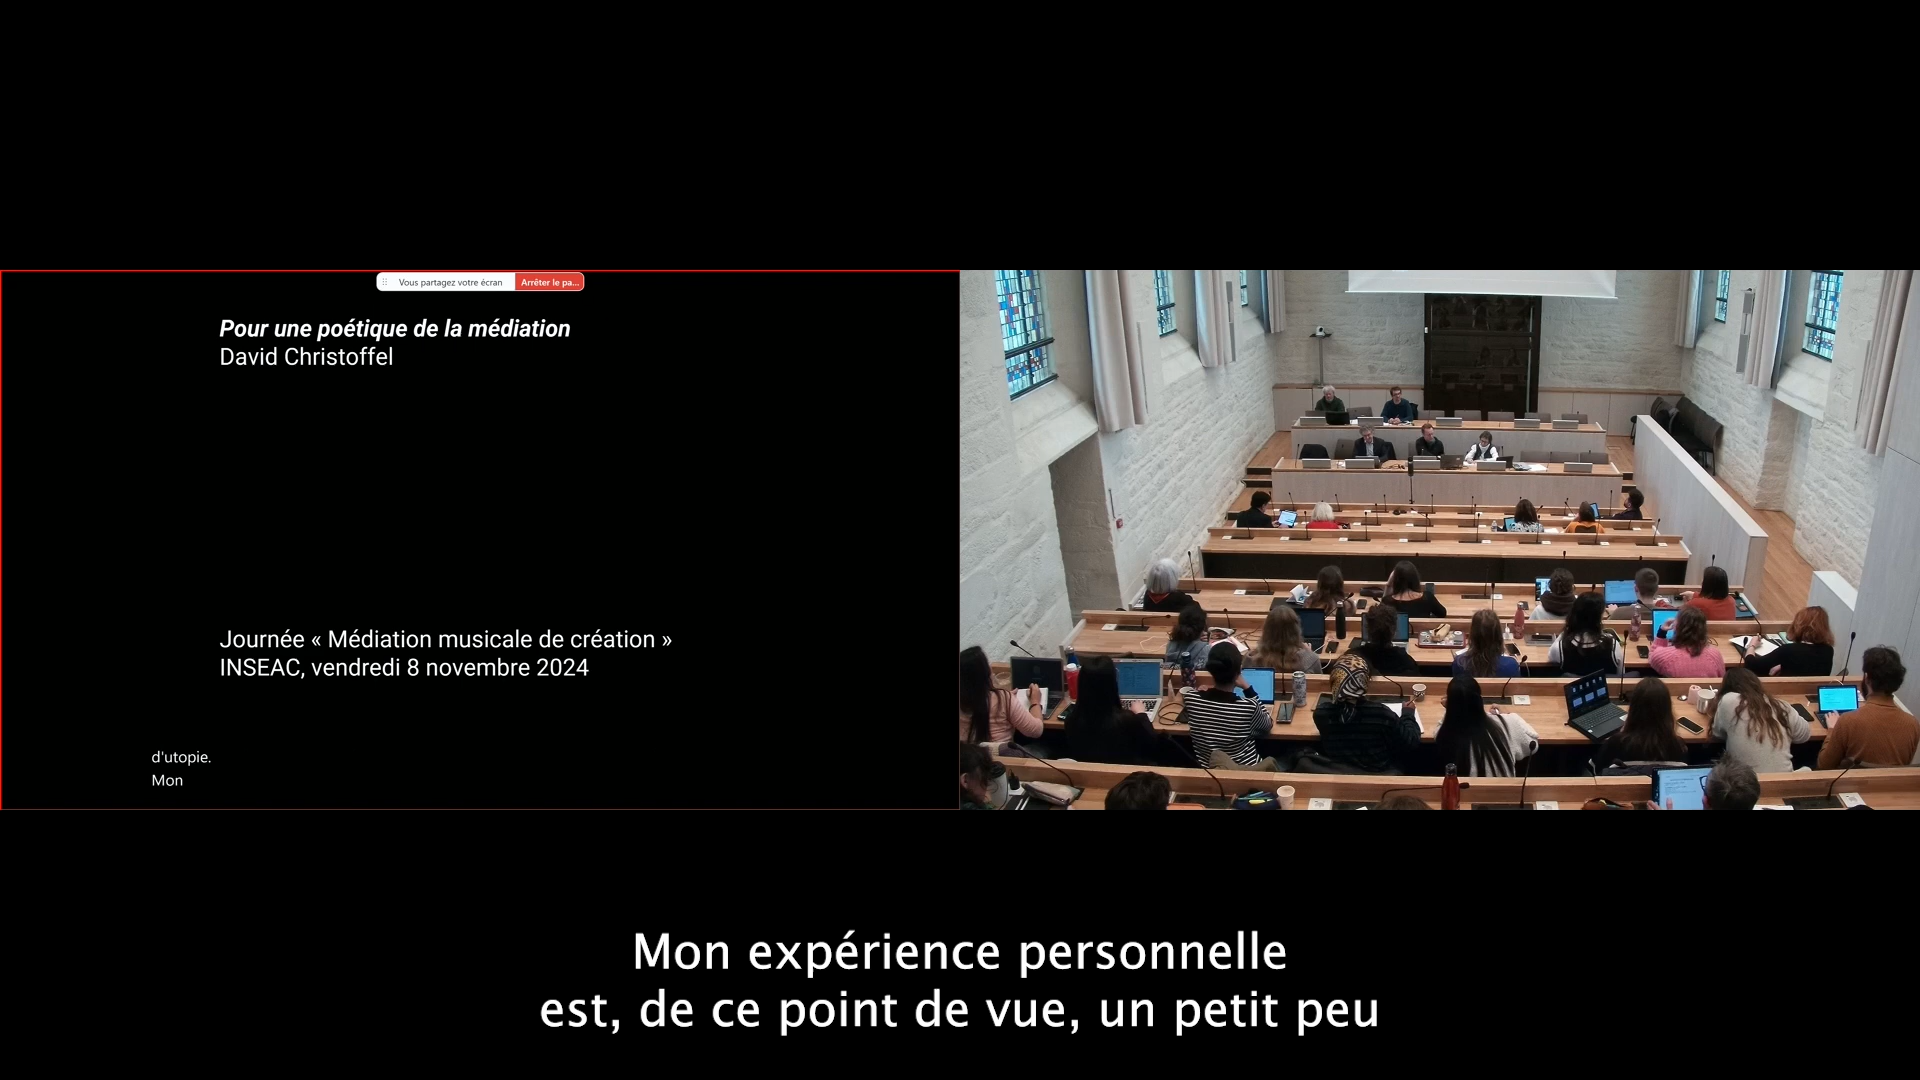 Vous partagez votre écran
Arrêter le pa...
Pour une poétique de la médiation
David Christoffel
Journée « Médiation musicale de création »
INSEAC, vendredi 8 novembre 2024
d'utopie.
Mon
Mon expérience personnelle
est, de ce point de vue, un petit peu